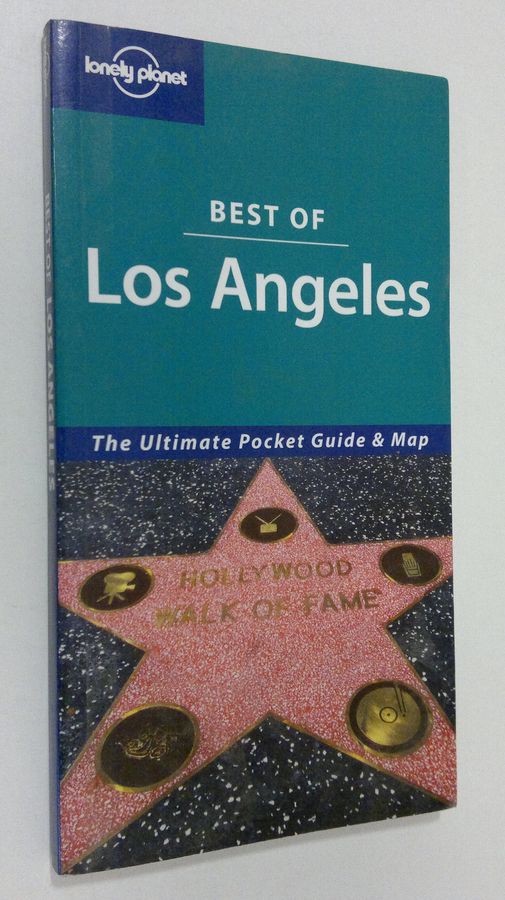 lonely planet
BEST OF
Los Angeles
The Ultimate Pocket Guide & Map
HOLLYWOOD
WALK OF FAME
BEST OF LOS ANGELES